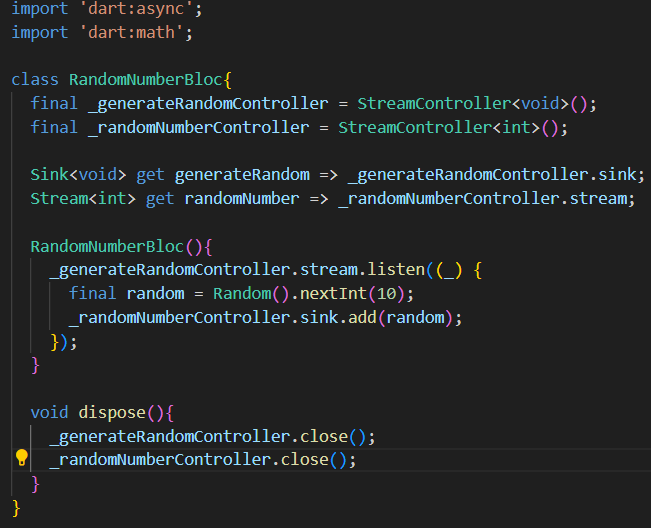 import 'dart:async';
import 'dart:math';

class RandomNumberBloc{
  final _generateRandomController = StreamController<void>();
  final _randomNumberController = StreamController<int>();

  Sink<void> get generateRandom => _generateRandomController.sink;
  Stream<int> get randomNumber => _randomNumberController.stream;

  RandomNumberBloc(){
    _generateRandomController.stream.listen((_) {
      final random = Random().nextInt(10);
      _randomNumberController.sink.add(random);
    });
  }

  void dispose(){
    _generateRandomController.close();
    _randomNumberController.close();
  }
}